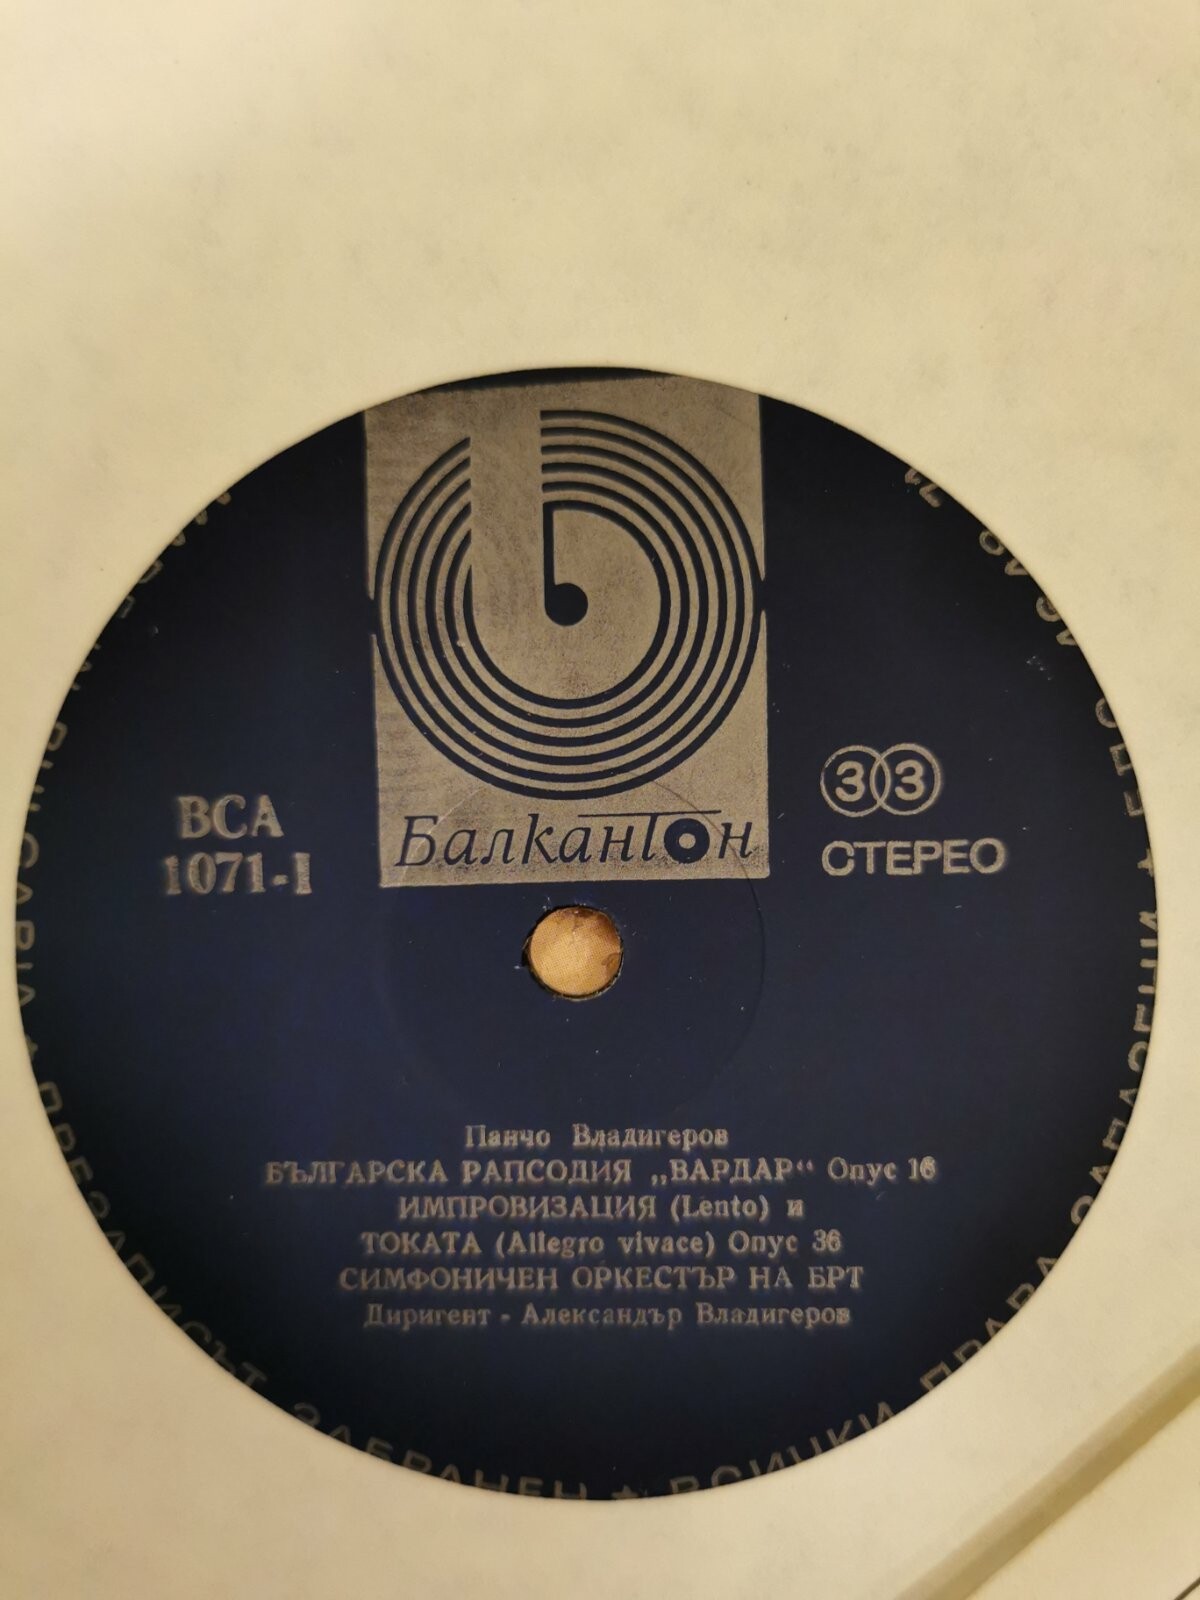 Балкантон
ВСА
1071-1
33
СТЕРЕО
Панчо Владигеров
БЪЛГАРСКА РАПСОДИЯ „ВАРДАР“ Опус 16
ИМПРОВИЗАЦИЯ (Lento) и
ТОКАТА (Allegro vivace) Опус 36
СИМФОНИЧЕН ОРКЕСТЪР НА БРТ
Диригент - Александър Владигеров
ПРЕЗАПИСЪТ ЗАБРАНЕН ★ ВСИЧКИ ПРАВА ЗАПАЗЕНИ ★